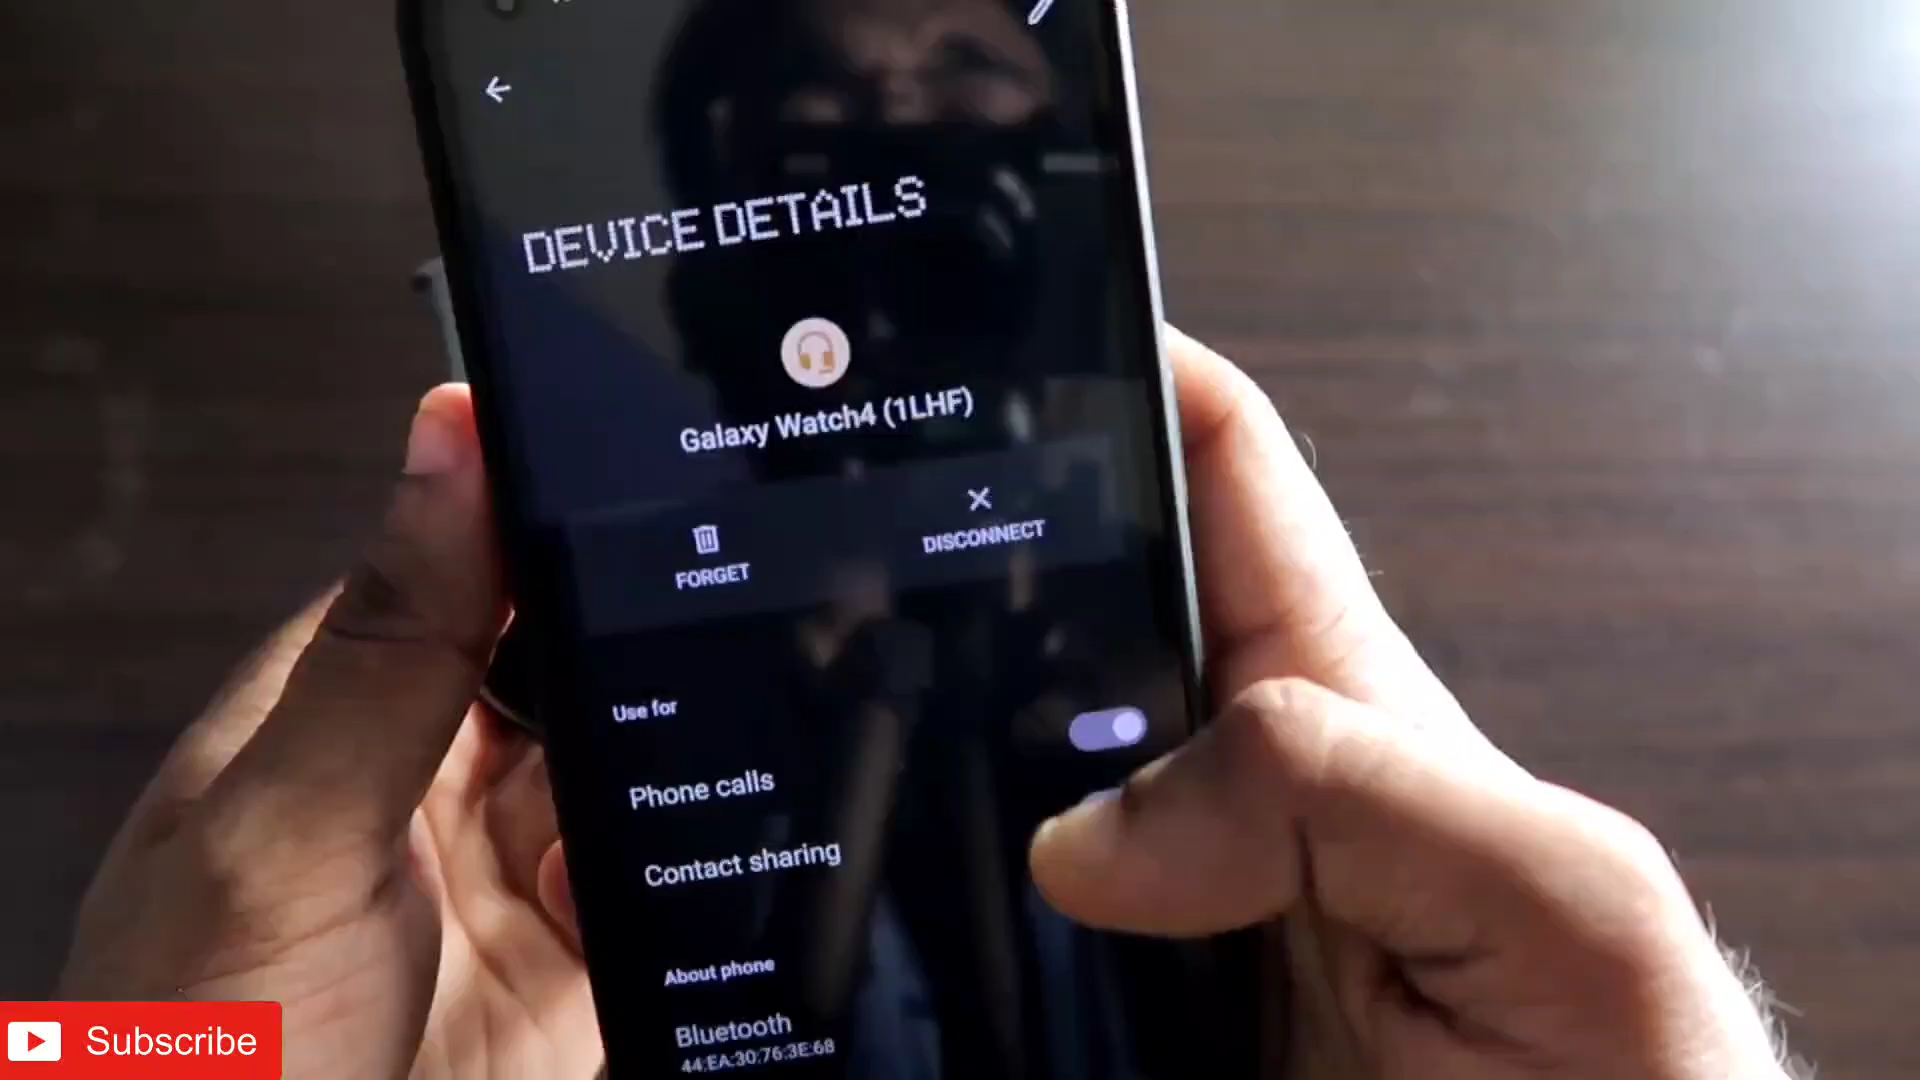 DEVICE DETAILS
Galaxy Watch4 (1LHF)
FORGET
DISCONNECT
Use for
Phone calls
Contact sharing
About phone
Bluetooth
44:EA:30:76:3E:68
Subscribe